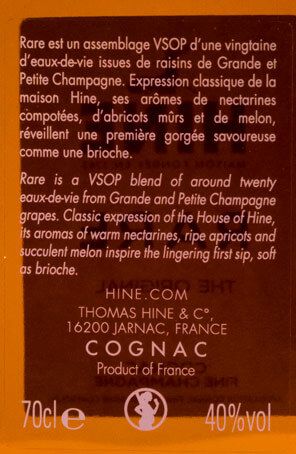 Rare est un assemblage VSOP d'une vingtaine
d'eaux-de-vie issues de raisins de Grande et
Petite Champagne. Expression classique de la
maison Hine, ses arômes de nectarines
compotées, d'abricots mûrs et de melon,
réveillent une première gorgée savoureuse
comme une brioche.
Rare is a VSOP blend of around twenty
eaux-de-vie from Grande and Petite Champagne
grapes. Classic expression of the House of Hine,
its aromas of warm nectarines, ripe apricots and
succulent melon inspire the lingering first sip, soft
as brioche.
THE ORIGINAL
HINE.COM
THOMAS HINE & C°,
16200 JARNAC, FRANCE
COGNAC
Product of France
FINE CHAMPAGNE
70cl e 40%vol